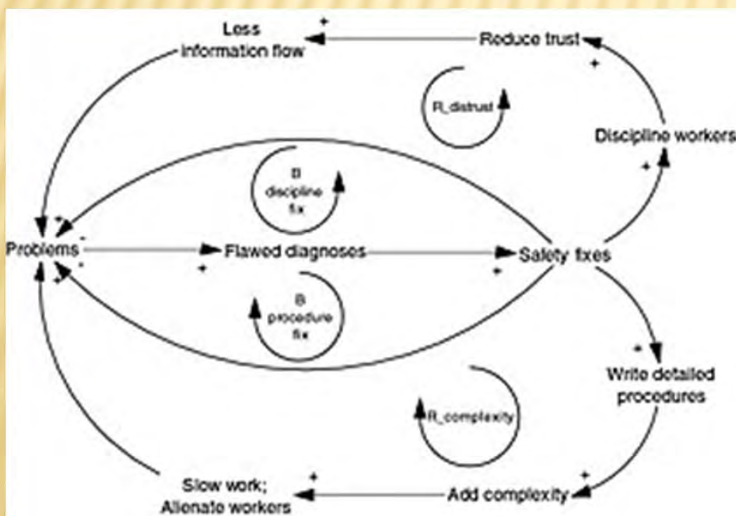 Less
information flow
+
Reduce trust
+
R_distrust
Discipline workers
+
B
discipline
fix
+
-
Problems
-
+
+
Flawed diagnoses
+
Safety fixes
B
procedure
fix
+
Write detailed
procedures
R_complexity
+
Slow work;
Alienate workers
+
Add complexity